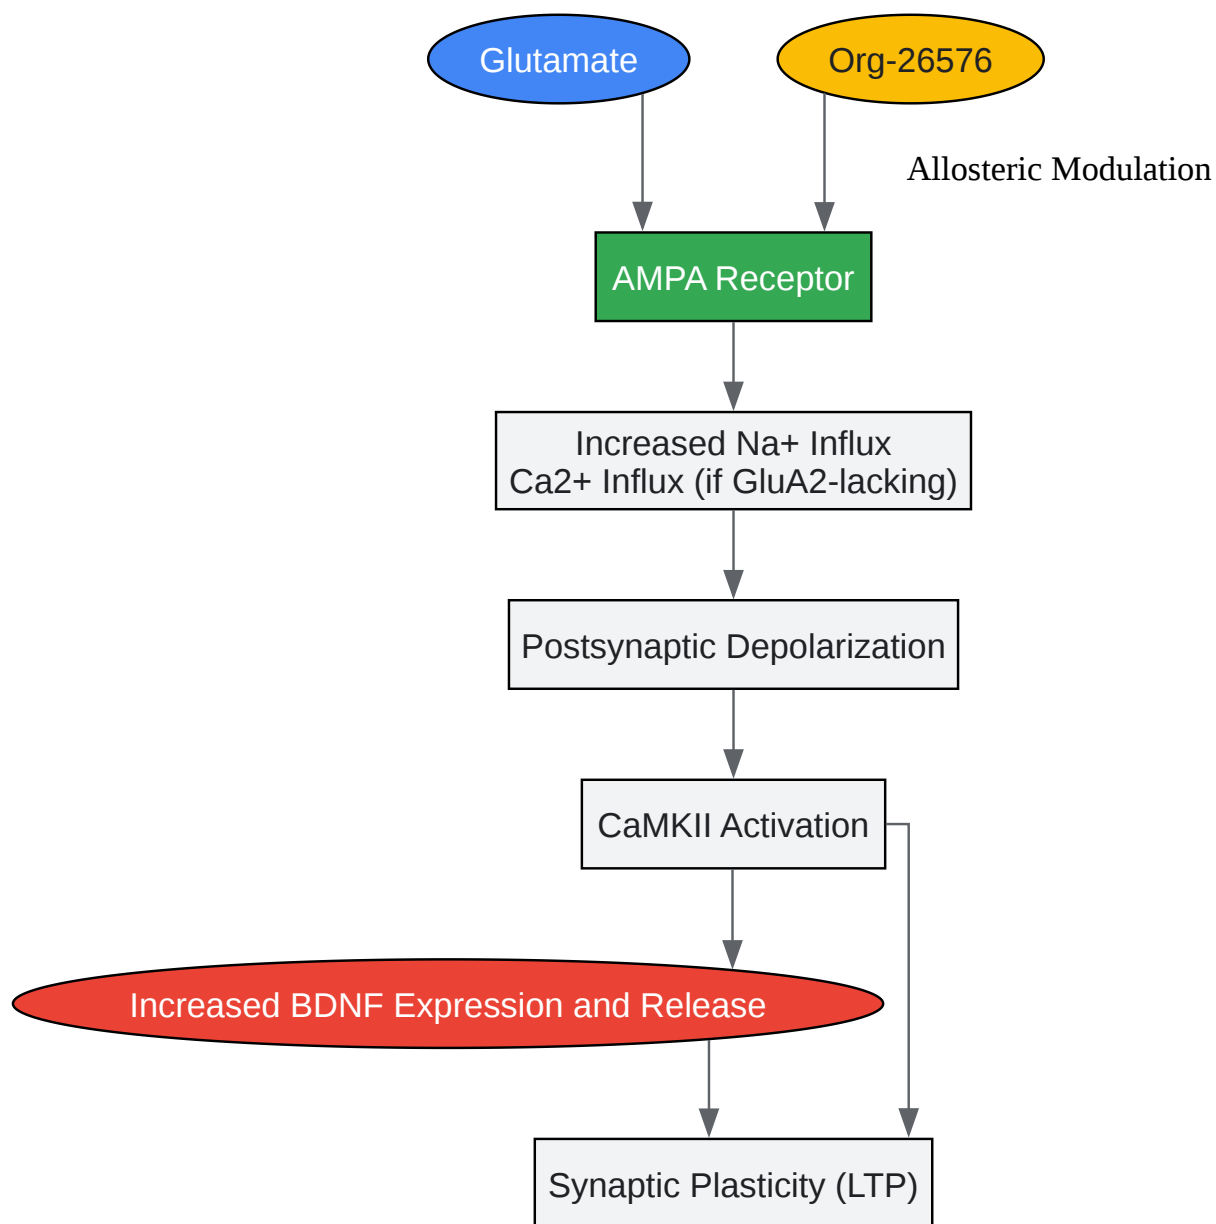 Glutamate
Org-26576
Allosteric Modulation
AMPA Receptor
Increased Na+ Influx
Ca2+ Influx (if GluA2-lacking)
Postsynaptic Depolarization
CaMKII Activation
Increased BDNF Expression and Release
Synaptic Plasticity (LTP)